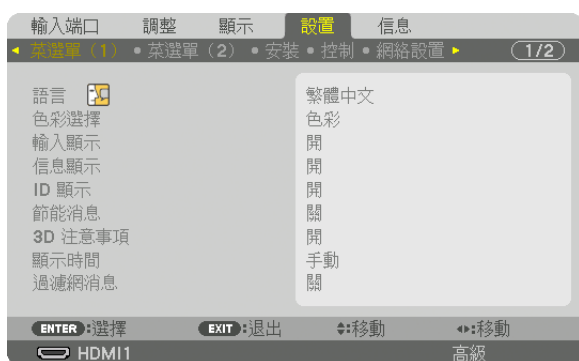 輸入端口 調整 顯示 設置 信息
菜選單（1） 菜選單（2） 安裝 控制 網絡設置 1/2
語言 繁體中文
色彩選擇 色彩
輸入顯示 開
信息顯示 開
ID 顯示 開
節能消息 關
3D 注意事項 開
顯示時間 手動
過濾網消息 關
ENTER:選擇 EXIT:退出 :移動 :移動
HDMI1 高級